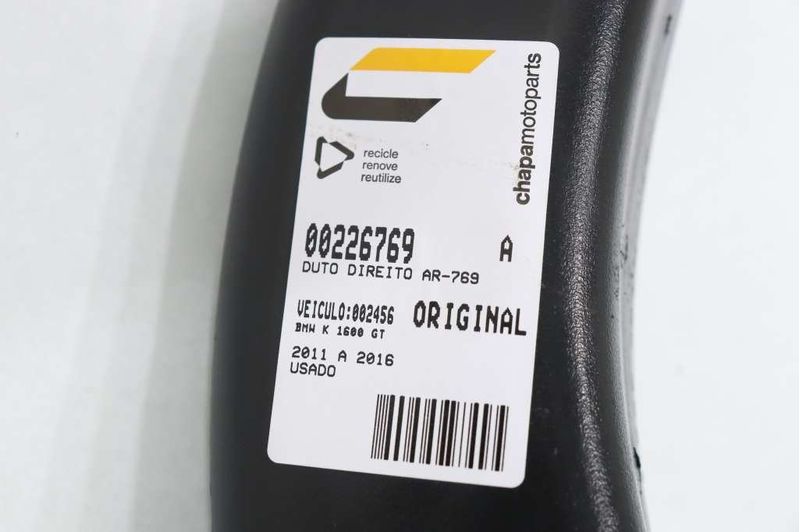 chapamotoparts
recicle
renove
reutilize
00226769 A
DUTO DIREITO AR-769
VEICULO:002456 ORIGINAL
BMW K 1600 GT
2011 A 2016
USADO